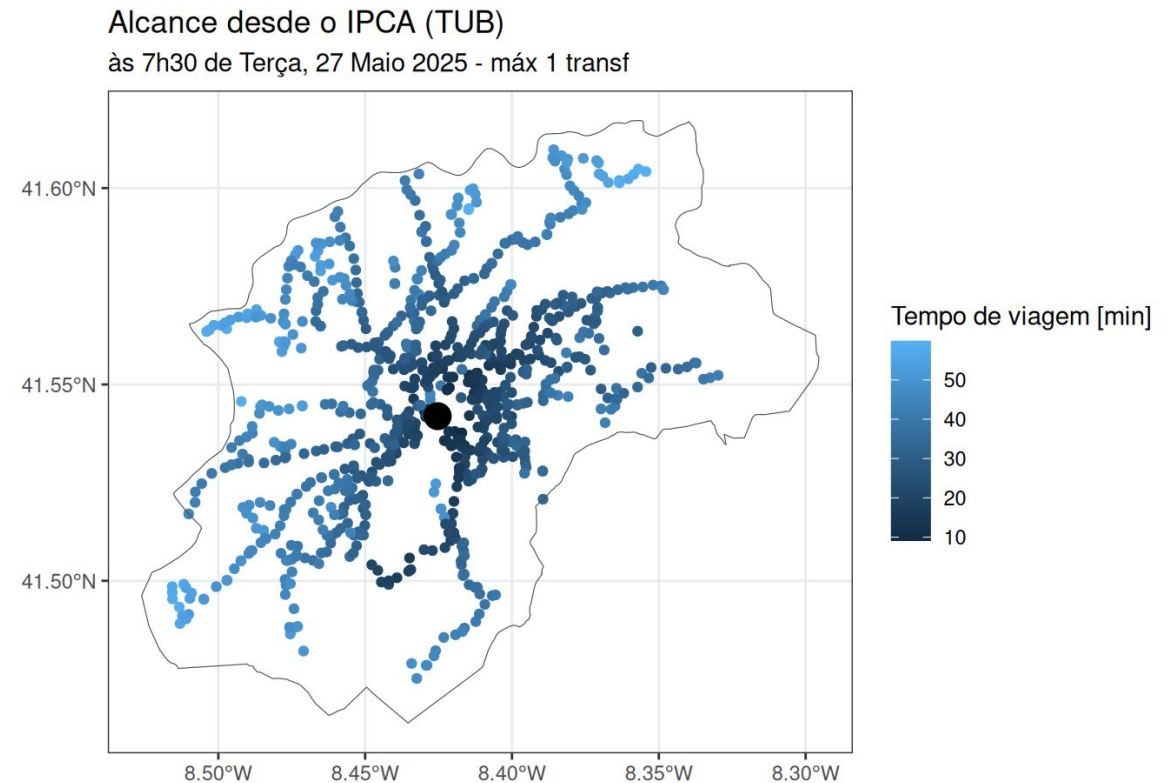 Alcance desde o IPCA (TUB)
às 7h30 de Terça, 27 Maio 2025 - máx 1 transf
41.60°N
41.55°N
41.50°N
8.50°W
8.45°W
8.40°W
8.35°W
8.30°W
Tempo de viagem [min]
50
40
30
20
10